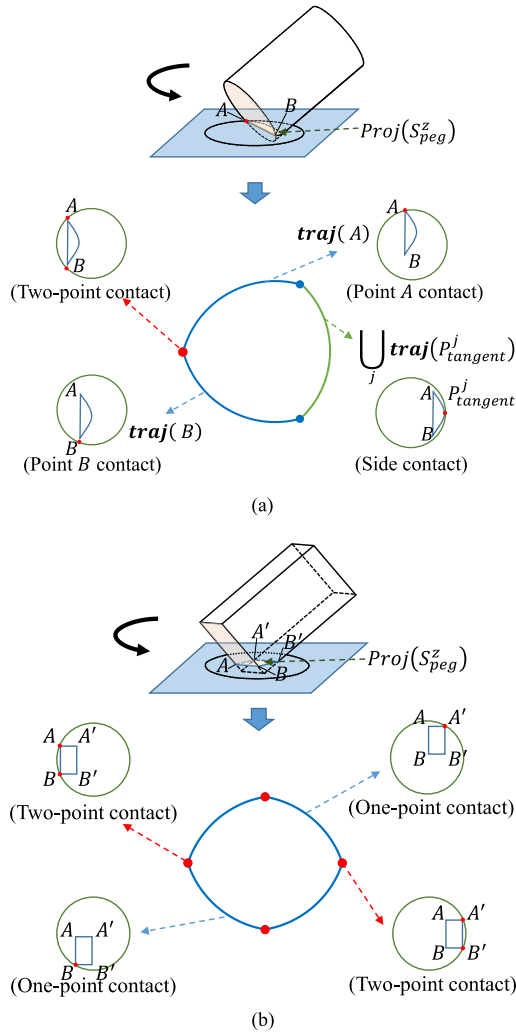 A
B
Proj(S^z_peg)
A
B
(Two-point contact)
traj(A)
A
B
(Point A contact)
⋃_j traj(P^j_tangent)
A
B
(Point B contact)
traj(B)
A
B
P^j_tangent
(Side contact)
(a)
A'
B'
A
B
Proj(S^z_peg)
A A'
B B'
(Two-point contact)
A A'
B B'
(One-point contact)
A A'
B B'
(One-point contact)
A A'
B B'
(Two-point contact)
(b)